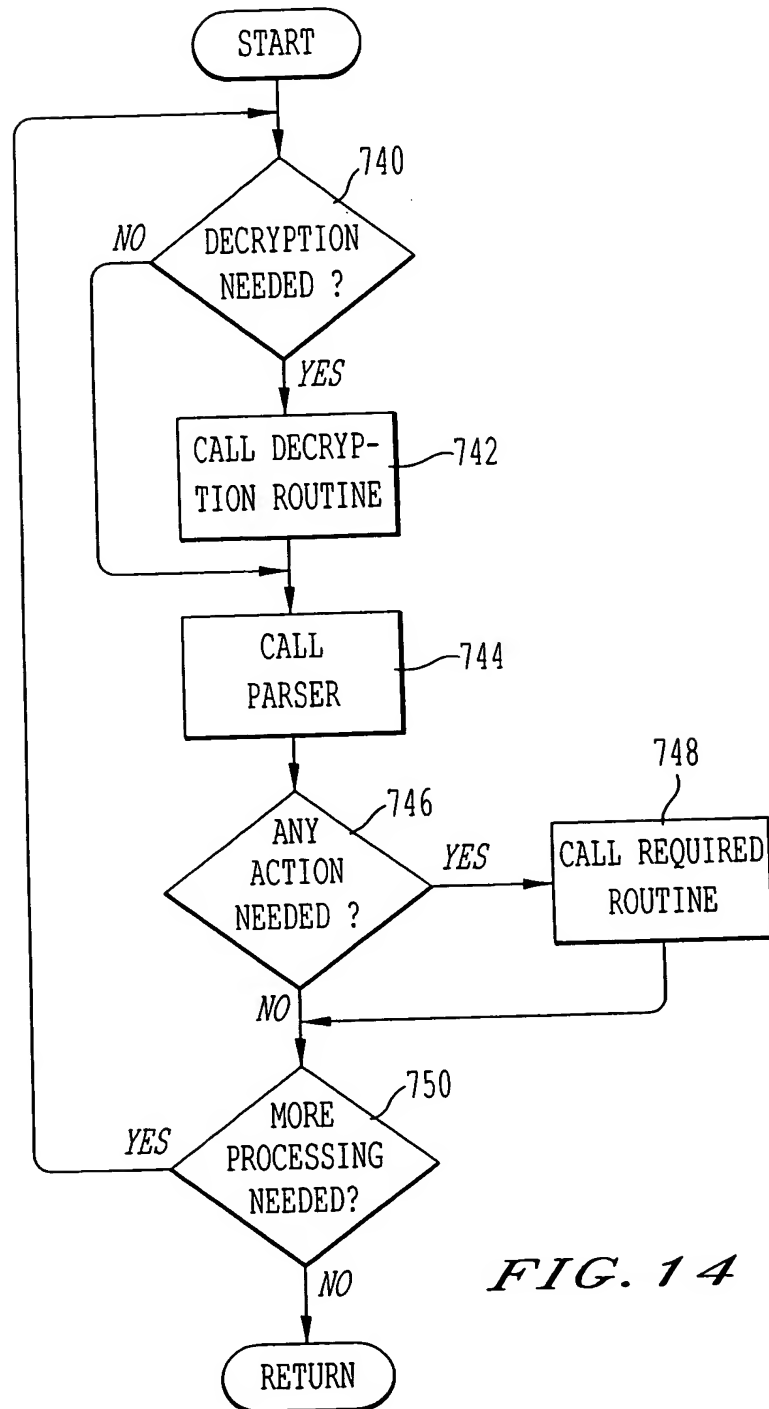 START
740
NO
DECRYPTION
NEEDED ?
YES
CALL DECRYP-
TION ROUTINE
742
CALL
PARSER
744
746
ANY
ACTION
NEEDED ?
YES
748
CALL REQUIRED
ROUTINE
NO
750
YES
MORE
PROCESSING
NEEDED?
NO
FIG. 14
RETURN